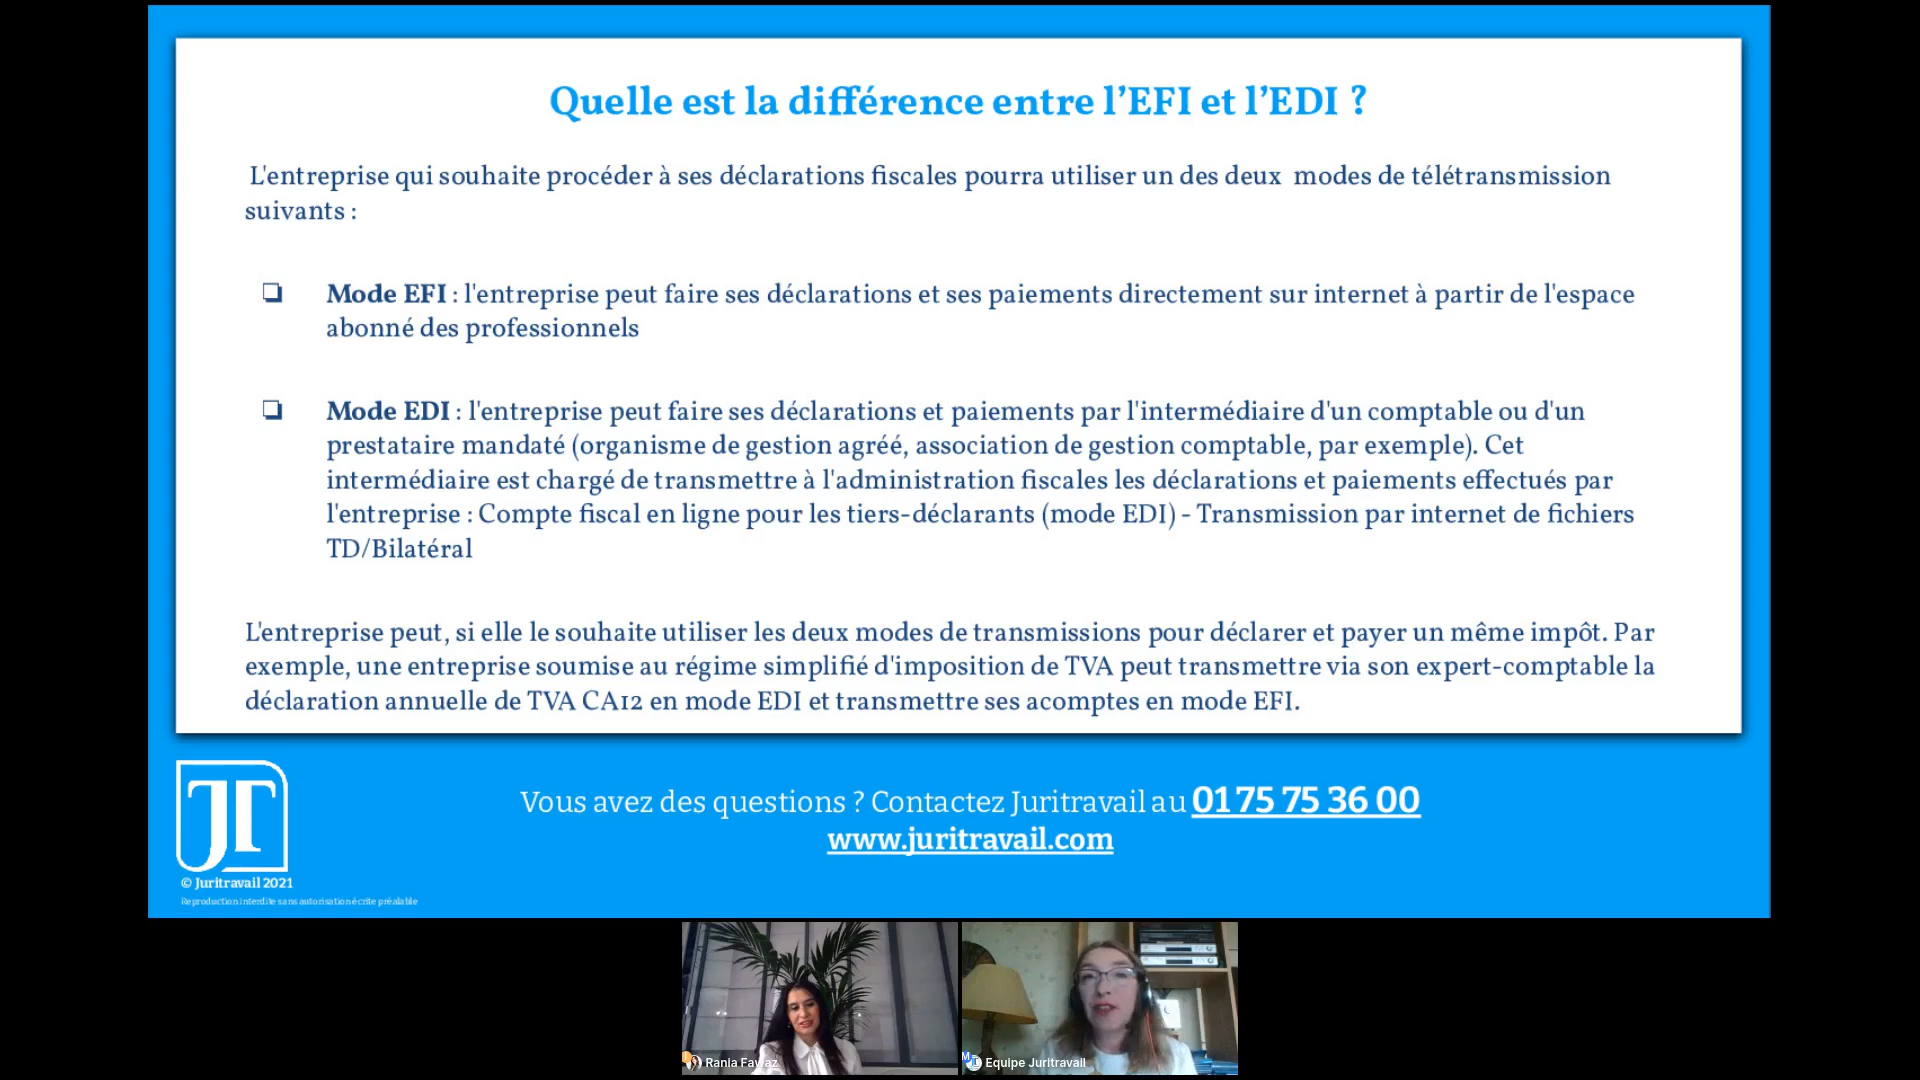 Quelle est la différence entre l’EFI et l’EDI ?
L'entreprise qui souhaite procéder à ses déclarations fiscales pourra utiliser un des deux modes de télétransmission
suivants :
❏ Mode EFI : l'entreprise peut faire ses déclarations et ses paiements directement sur internet à partir de l'espace
abonné des professionnels
❏ Mode EDI : l'entreprise peut faire ses déclarations et paiements par l'intermédiaire d'un comptable ou d'un
prestataire mandaté (organisme de gestion agréé, association de gestion comptable, par exemple). Cet
intermédiaire est chargé de transmettre à l'administration fiscales les déclarations et paiements effectués par
l'entreprise : Compte fiscal en ligne pour les tiers-déclarants (mode EDI) - Transmission par internet de fichiers
TD/Bilatéral
L'entreprise peut, si elle le souhaite utiliser les deux modes de transmissions pour déclarer et payer un même impôt. Par
exemple, une entreprise soumise au régime simplifié d'imposition de TVA peut transmettre via son expert-comptable la
déclaration annuelle de TVA CA12 en mode EDI et transmettre ses acomptes en mode EFI.
JT
Vous avez des questions ? Contactez Juritravail au 01 75 75 36 00
www.juritravail.com
© Juritravail 2021
Reproduction interdite sans autorisation écrite préalable
Rania Fawaz
Equipe Juritravail